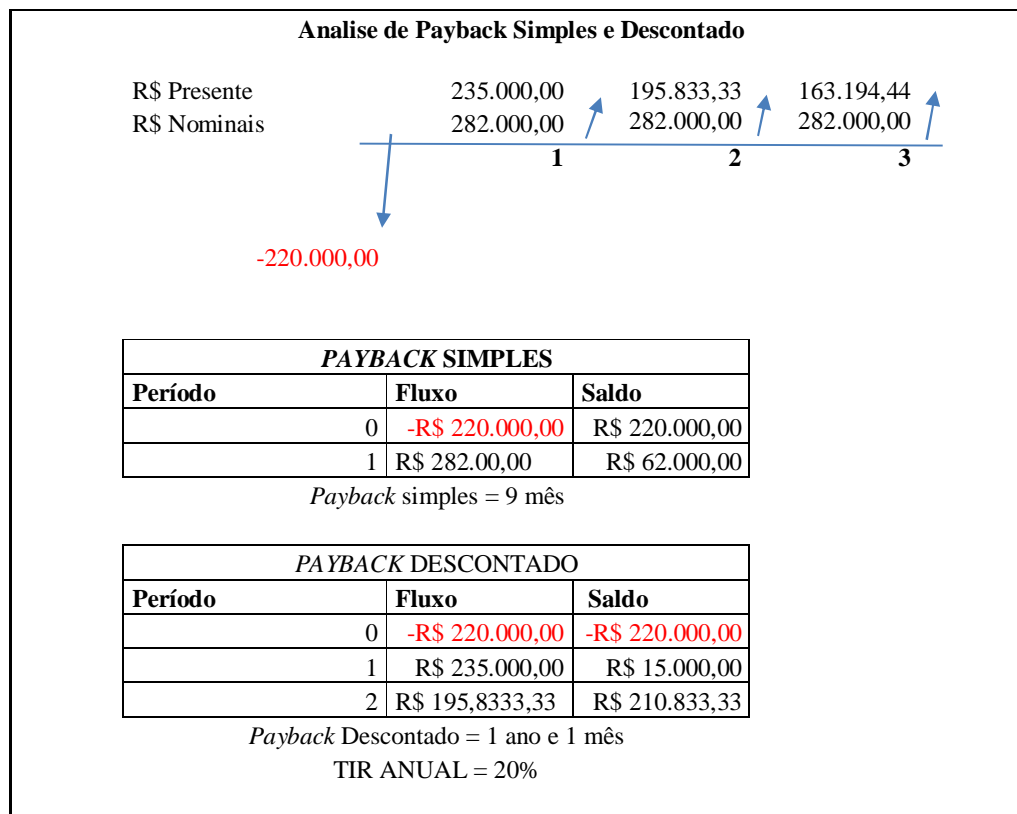 Analise de Payback Simples e Descontado
R$ Presente 235.000,00 195.833,33 163.194,44
R$ Nominais 282.000,00 282.000,00 282.000,00
1 2 3
-220.000,00
PAYBACK SIMPLES
Período Fluxo Saldo
0 -R$ 220.000,00 R$ 220.000,00
1 R$ 282.00,00 R$ 62.000,00
Payback simples = 9 mês
PAYBACK DESCONTADO
Período Fluxo Saldo
0 -R$ 220.000,00 -R$ 220.000,00
1 R$ 235.000,00 R$ 15.000,00
2 R$ 195,8333,33 R$ 210.833,33
Payback Descontado = 1 ano e 1 mês
TIR ANUAL = 20%